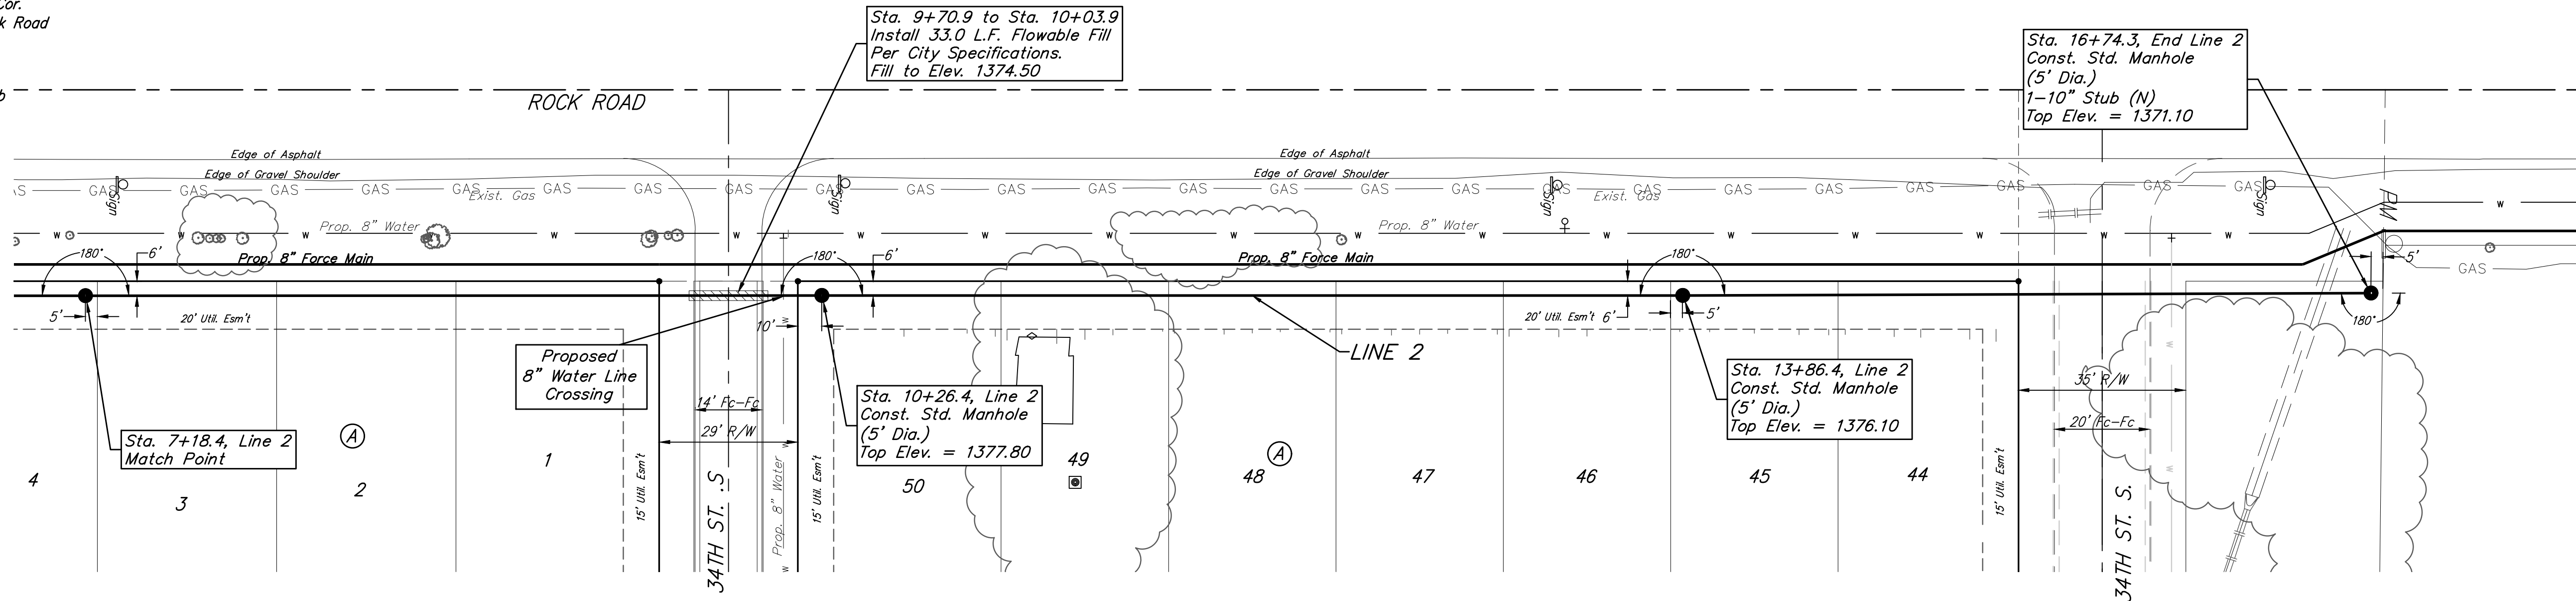 Cor.
k Road
Sta. 9+70.9 to Sta. 10+03.9
Install 33.0 L.F. Flowable Fill
Per City Specifications.
Fill to Elev. 1374.50
Sta. 16+74.3, End Line 2
Const. Std. Manhole
(5' Dia.)
1-10" Stub (N)
Top Elev. = 1371.10
ROCK ROAD
Edge of Asphalt
Edge of Asphalt
Edge of Gravel Shoulder
Edge of Gravel Shoulder
GAS GAS GAS GAS GAS GAS GAS GAS GAS GAS GAS GAS GAS GAS GAS GAS GAS GAS GAS GAS GAS GAS GAS GAS GAS
Exist. Gas
Exist. Gas
Sign
Sign
Sign
Sign
PM
Prop. 8" Water
Prop. 8" Water
W W W W W W W W W W W W W W W W W W W
GAS
Prop. 8" Force Main
Prop. 8" Force Main
180°
6'
180°
6'
180°
5'
5'
20' Util. Esm't
10'
20' Util. Esm't
6'
5'
180°
LINE 2
Proposed
8" Water Line
Crossing
Sta. 7+18.4, Line 2
Match Point
Sta. 10+26.4, Line 2
Const. Std. Manhole
(5' Dia.)
Top Elev. = 1377.80
Sta. 13+86.4, Line 2
Const. Std. Manhole
(5' Dia.)
Top Elev. = 1376.10
14' Fc-Fc
29' R/W
35' R/W
20' Fc-Fc
A
A
4
3
2
1
50
49
48
47
46
45
44
15' Util. Esm't
34TH ST. .S
Prop. 8" Water
W
W
W
15' Util. Esm't
15' Util. Esm't
34TH ST. S.
W
W